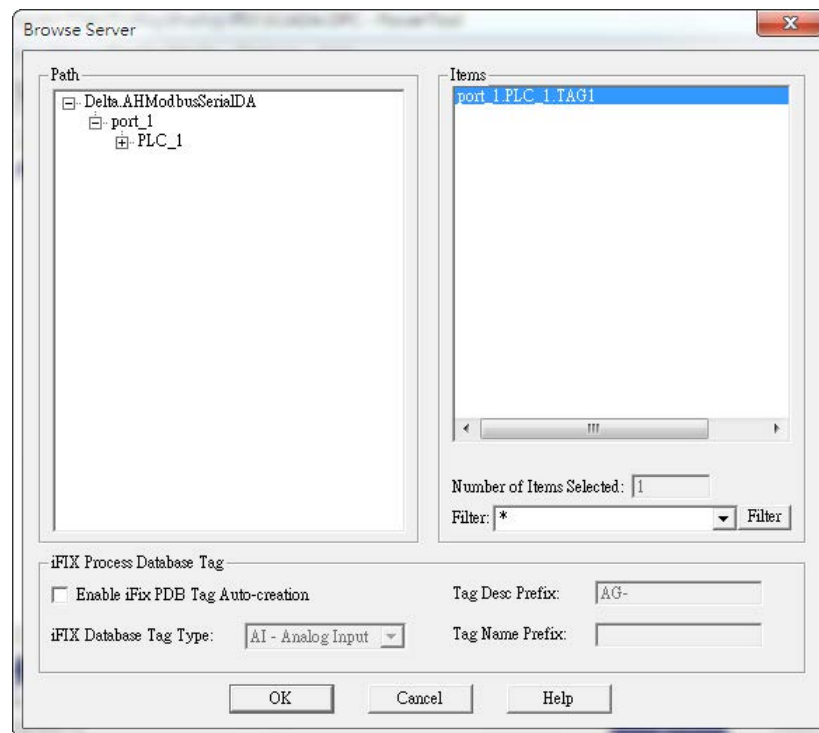 Browse Server
Path
Delta.AHModbusSerialDA
port_1
PLC_1
Items
port_1.PLC_1.TAG1
Number of Items Selected: 1
Filter: * Filter
iFIX Process Database Tag
Enable iFix PDB Tag Auto-creation
Tag Desc Prefix: AG-
iFIX Database Tag Type: AI - Analog Input
Tag Name Prefix:
OK Cancel Help